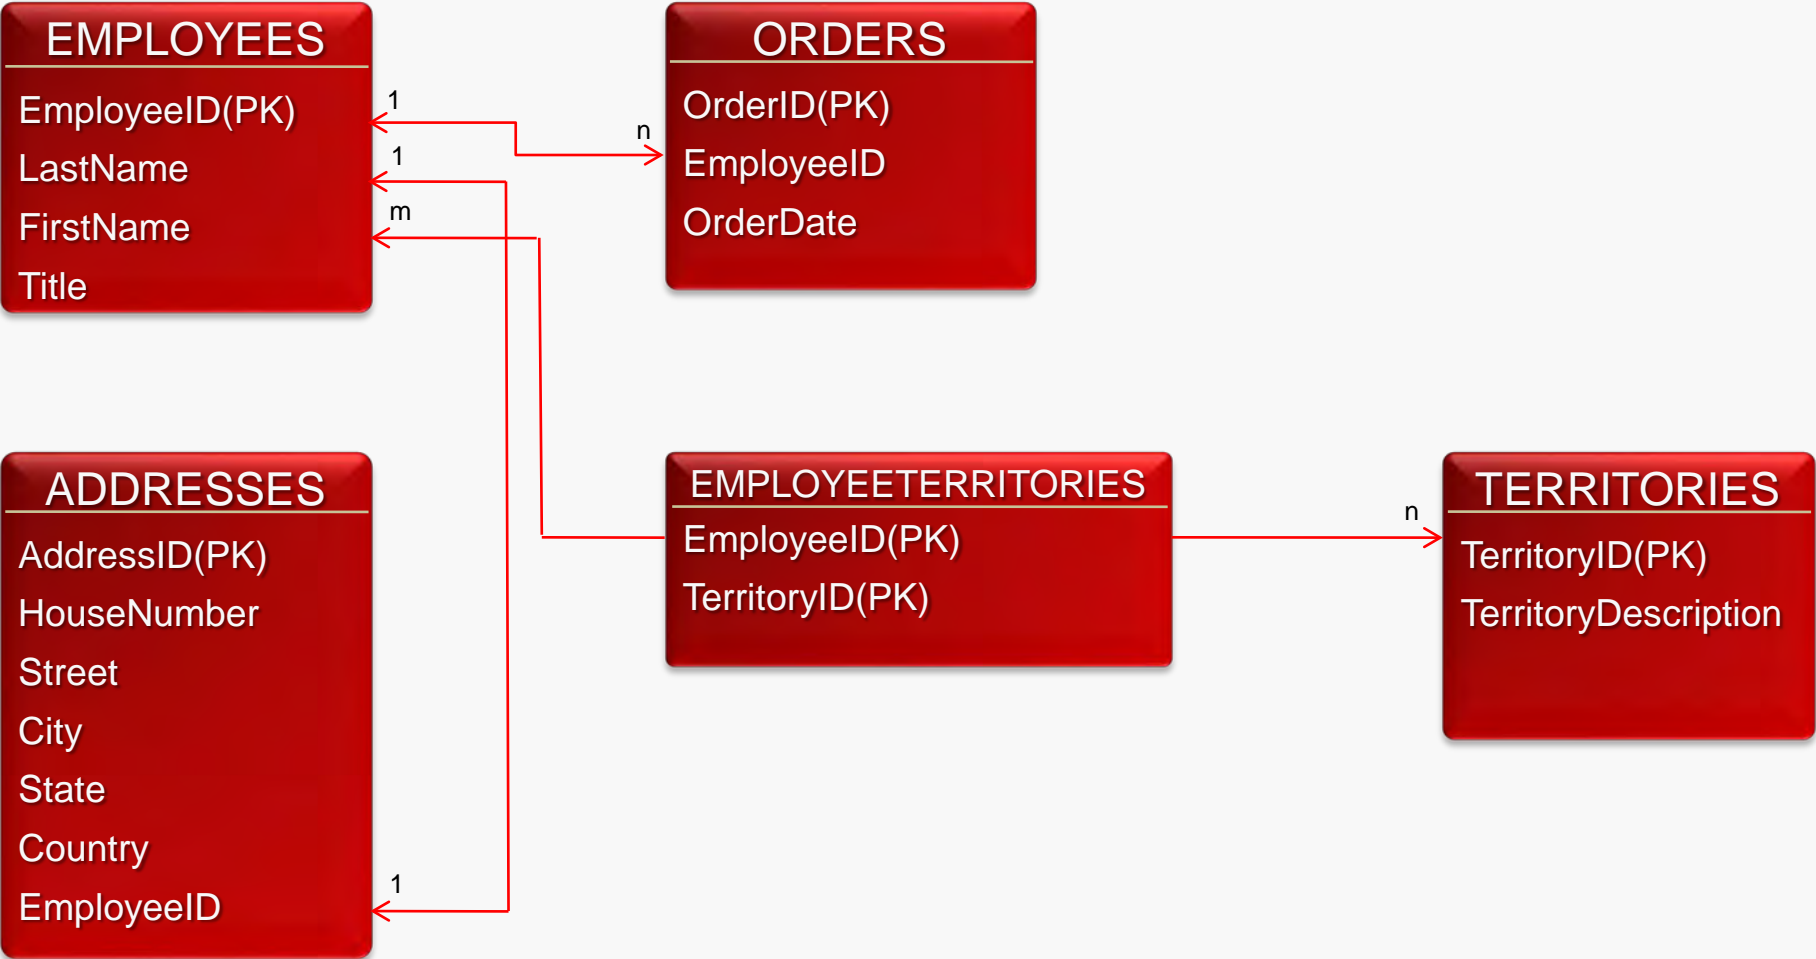 EMPLOYEES
EmployeeID(PK)
LastName
FirstName
Title
1
1
m
n
ORDERS
OrderID(PK)
EmployeeID
OrderDate
ADDRESSES
AddressID(PK)
HouseNumber
Street
City
State
Country
EmployeeID
1
EMPLOYEETERRITORIES
EmployeeID(PK)
TerritoryID(PK)
n
TERRITORIES
TerritoryID(PK)
TerritoryDescription